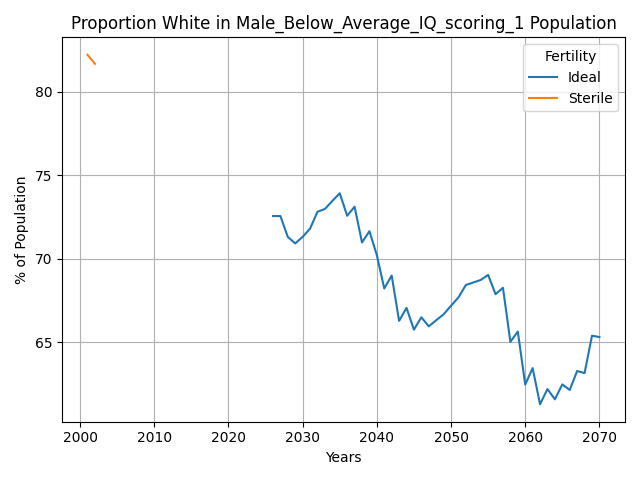 Proportion White in Male_Below_Average_IQ_scoring_1 Population
Fertility
Ideal
Sterile
% of Population
80
75
70
65
2000 2010 2020 2030 2040 2050 2060 2070
Years